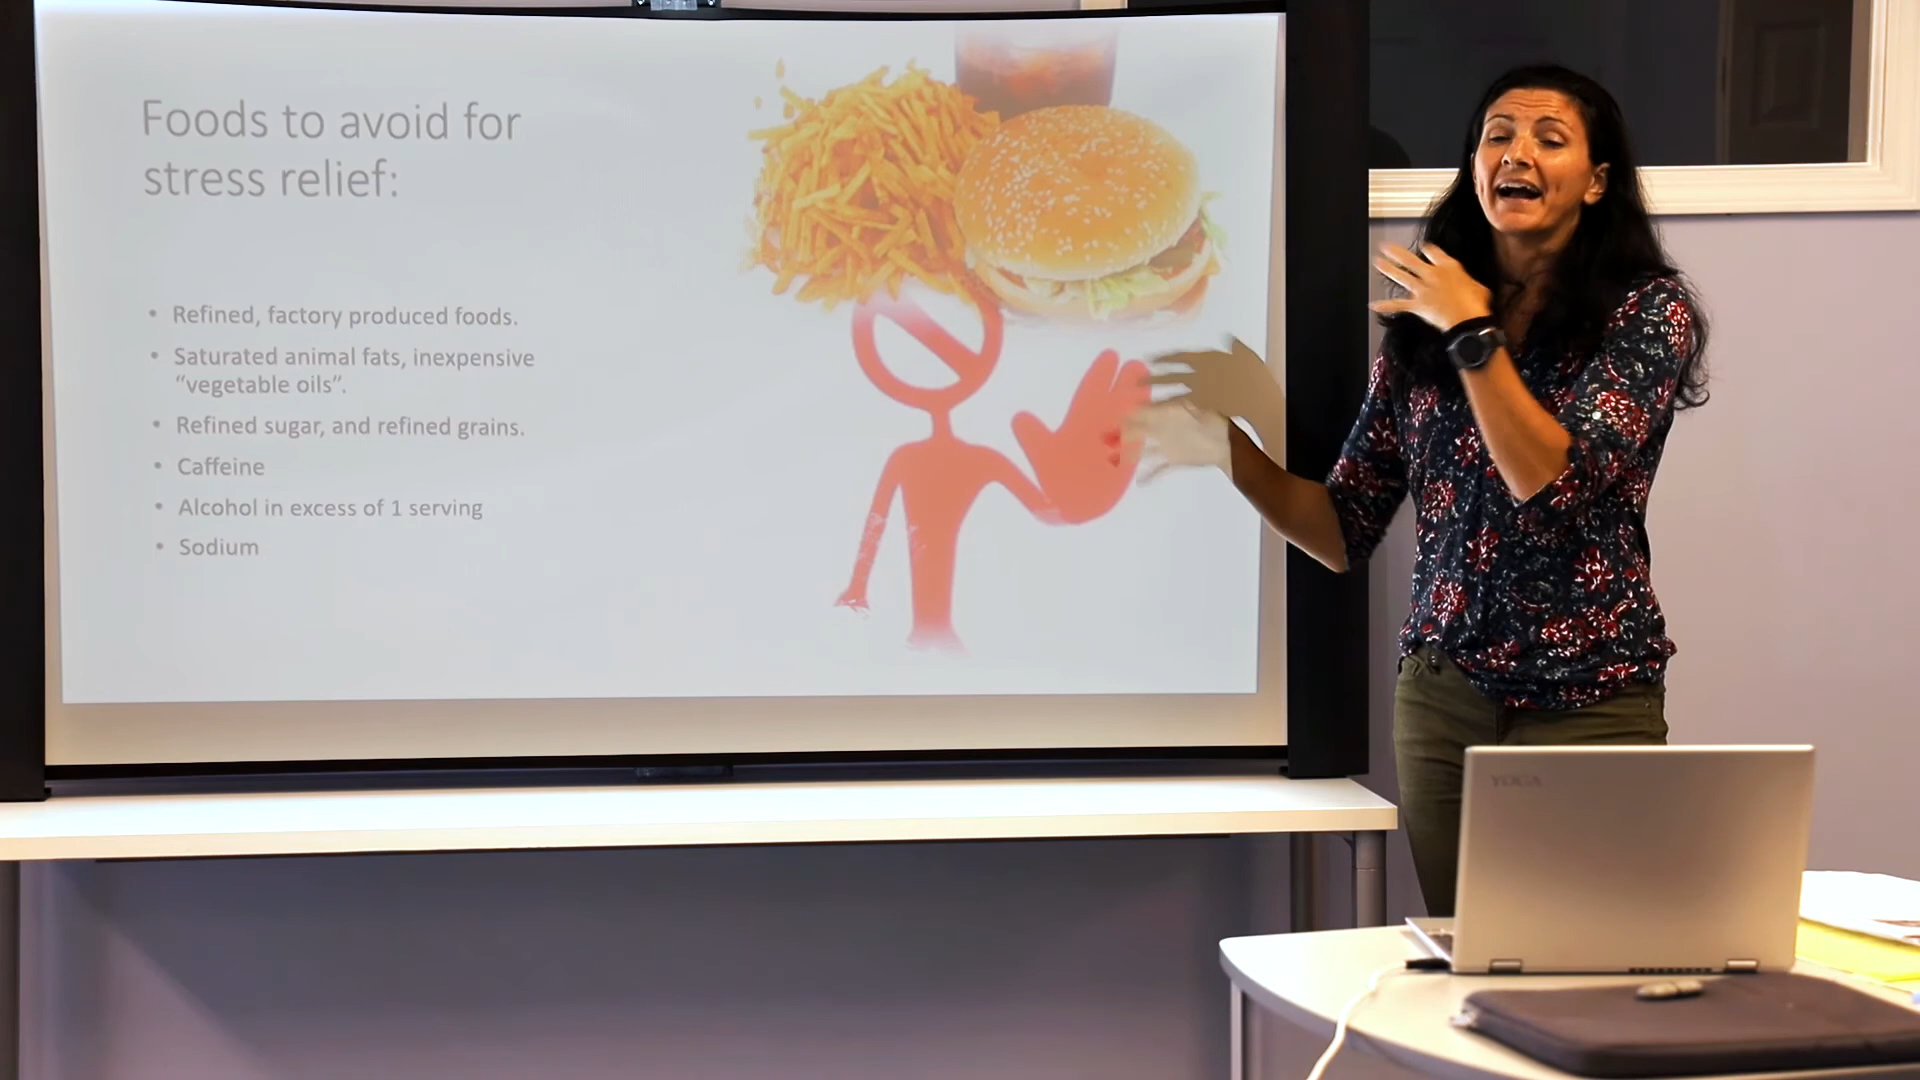 Foods to avoid for
stress relief:
• Refined, factory produced foods.
• Saturated animal fats, inexpensive
“vegetable oils”.
• Refined sugar, and refined grains.
• Caffeine
• Alcohol in excess of 1 serving
• Sodium
YOGA